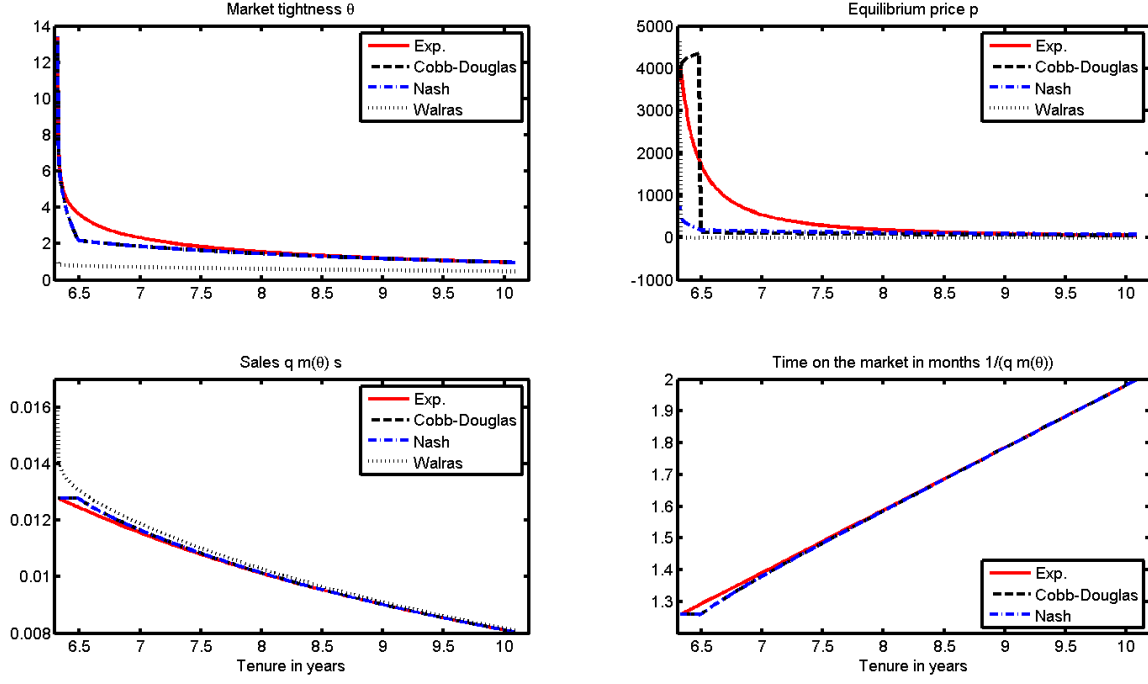 Market tightness θ
14
12
10
8
6
4
2
0
6.5 7 7.5 8 8.5 9 9.5 10
Exp.
Cobb-Douglas
Nash
Walras
Equilibrium price p
5000
4000
3000
2000
1000
0
-1000
6.5 7 7.5 8 8.5 9 9.5 10
Exp.
Cobb-Douglas
Nash
Walras
Sales q m(θ) s
0.016
0.014
0.012
0.01
0.008
6.5 7 7.5 8 8.5 9 9.5 10
Tenure in years
Exp.
Cobb-Douglas
Nash
Walras
Time on the market in months 1/(q m(θ))
2
1.9
1.8
1.7
1.6
1.5
1.4
1.3
6.5 7 7.5 8 8.5 9 9.5 10
Tenure in years
Exp.
Cobb-Douglas
Nash